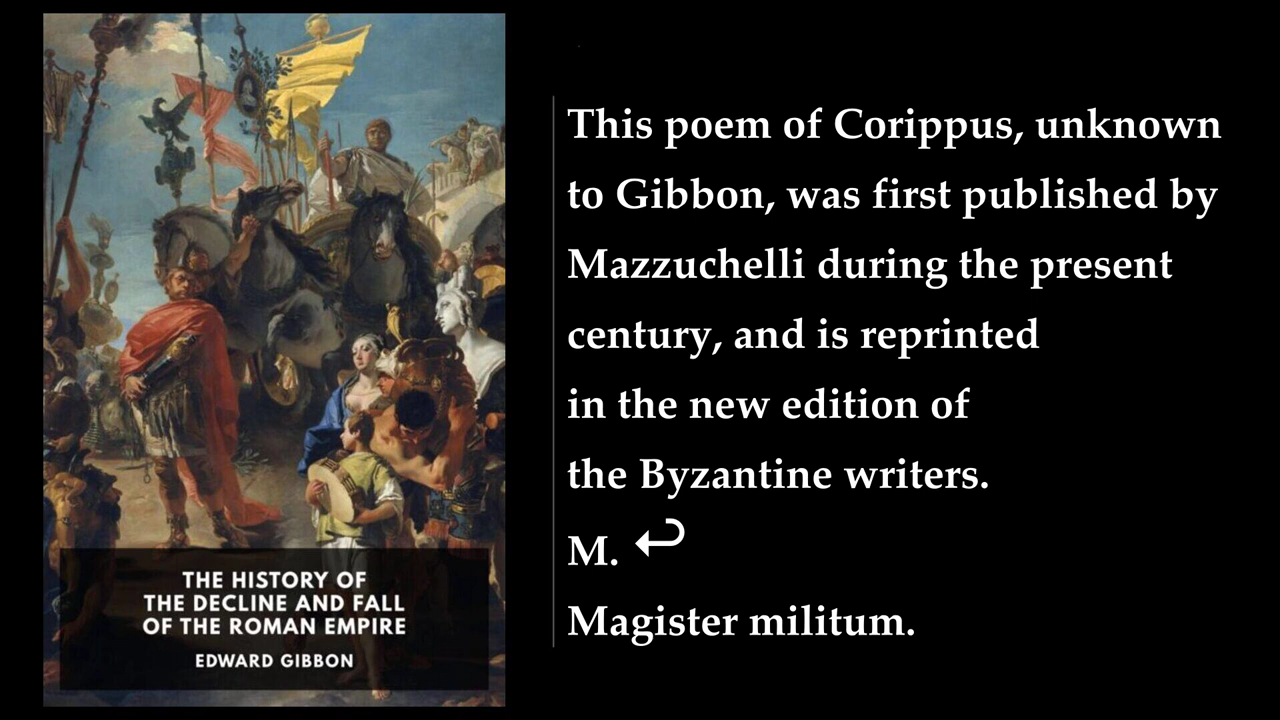 THE HISTORY OF
THE DECLINE AND FALL
OF THE ROMAN EMPIRE
EDWARD GIBBON
This poem of Corippus, unknown
to Gibbon, was first published by
Mazzuchelli during the present
century, and is reprinted
in the new edition of
the Byzantine writers.
M. ↩
Magister militum.